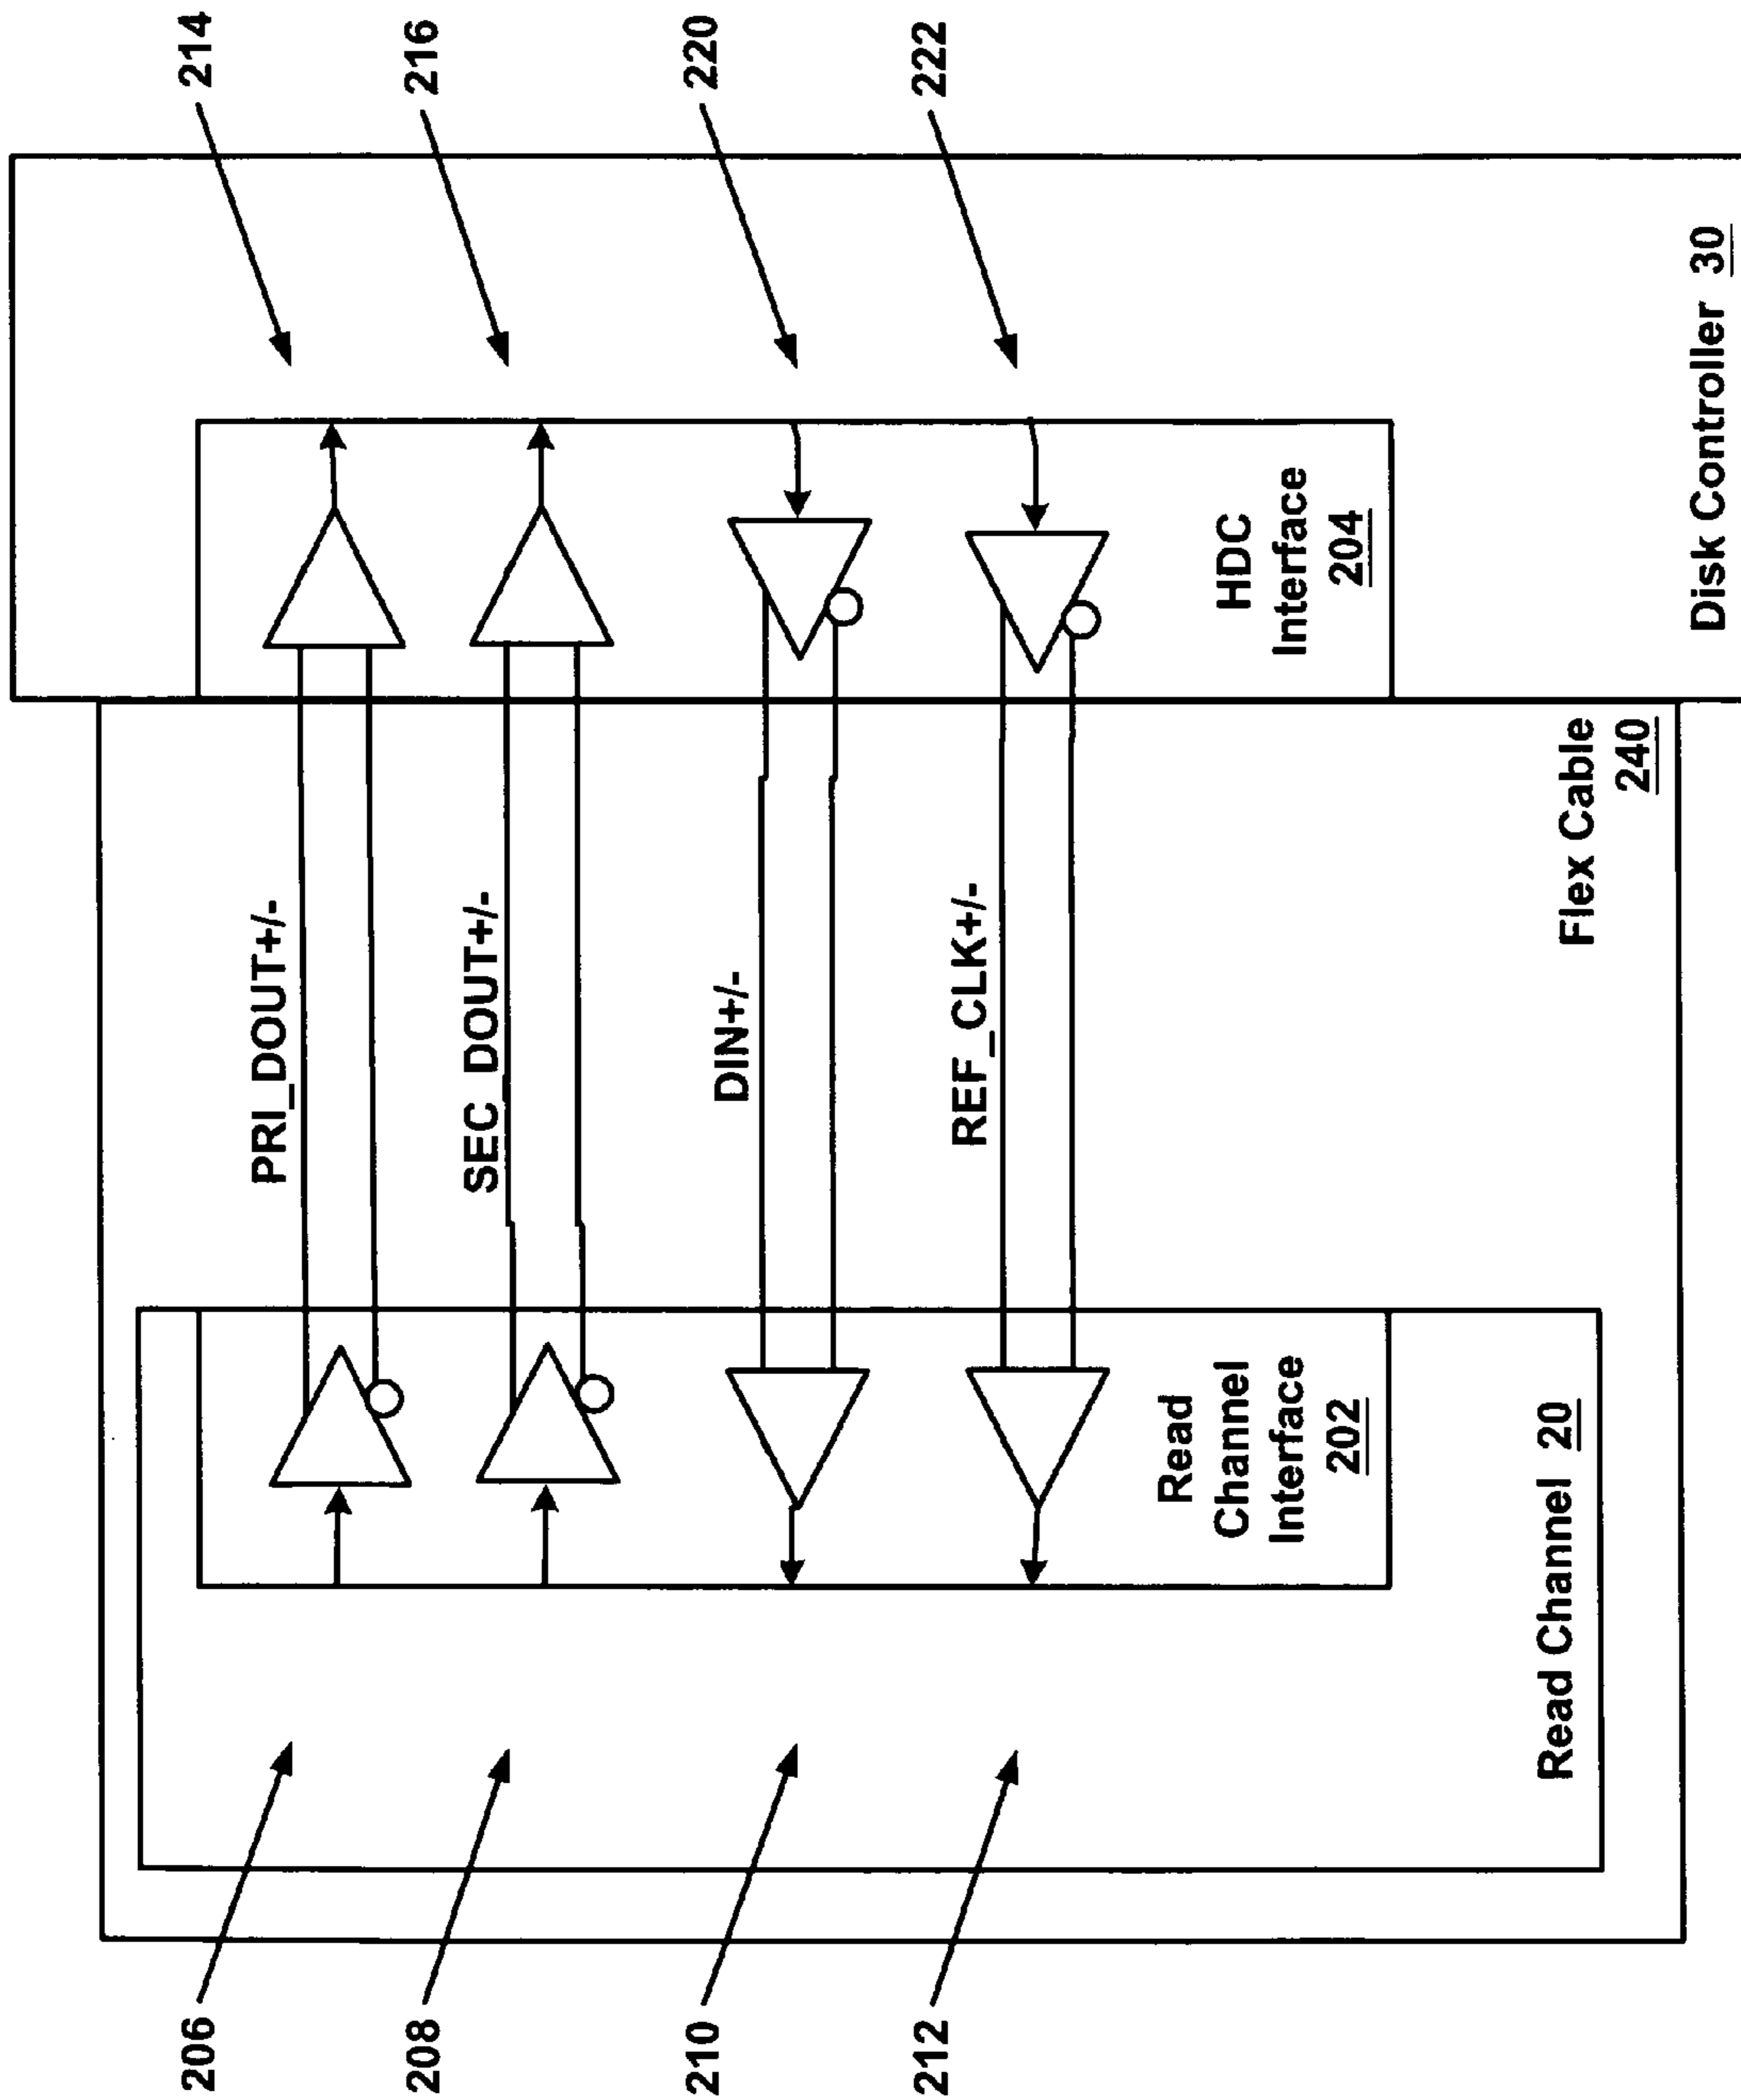 206
208
210
212
214
216
220
222
PRI_DOUT+/-
SEC_DOUT+/-
DIN+/-
REF_CLK+/-
Read
Channel
Interface
202
HDC
Interface
204
Read Channel 20
Flex Cable
240
Disk Controller 30